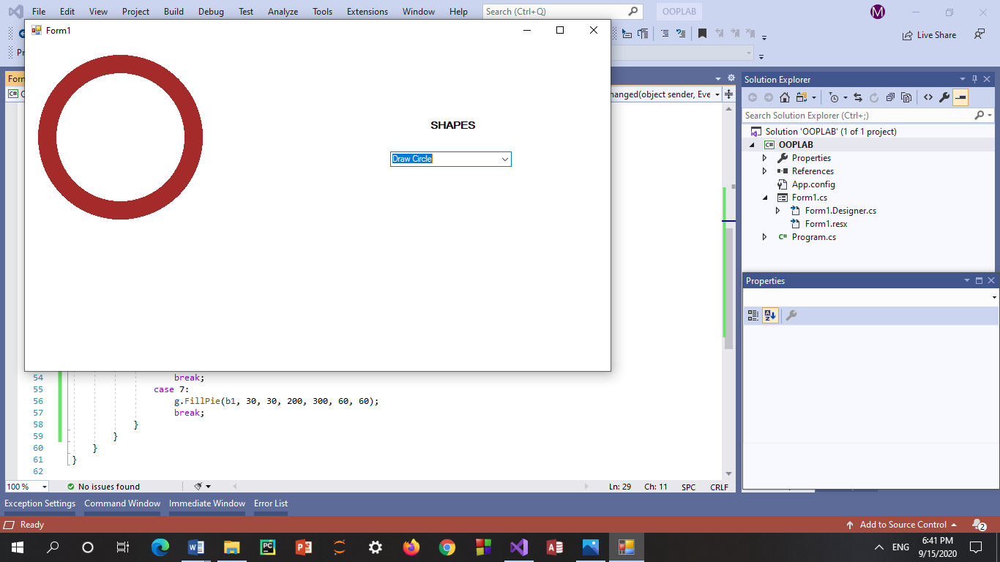 File Edit View Project Build Debug Test Analyze Tools Extensions Window Help Search (Ctrl+Q) OOPLAB M
Form1
Live Share
Pr
Form
hanged(object sender, Eve
SHAPES
Draw Circle
Solution Explorer
Search Solution Explorer (Ctrl+;)
Solution 'OOPLAB' (1 of 1 project)
C# OOPLAB
Properties
References
App.config
Form1.cs
Form1.Designer.cs
Form1.resx
C# Program.cs
Properties
54 break;
55 case 7:
56 g.FillPie(b1, 30, 30, 200, 300, 60, 60);
57 break;
58 }
59 }
60 }
61 }
62
100 % No issues found Ln: 29 Ch: 11 SPC CRLF
Exception Settings Command Window Immediate Window Error List
Ready Add to Source Control 2
ENG 6:41 PM
9/15/2020